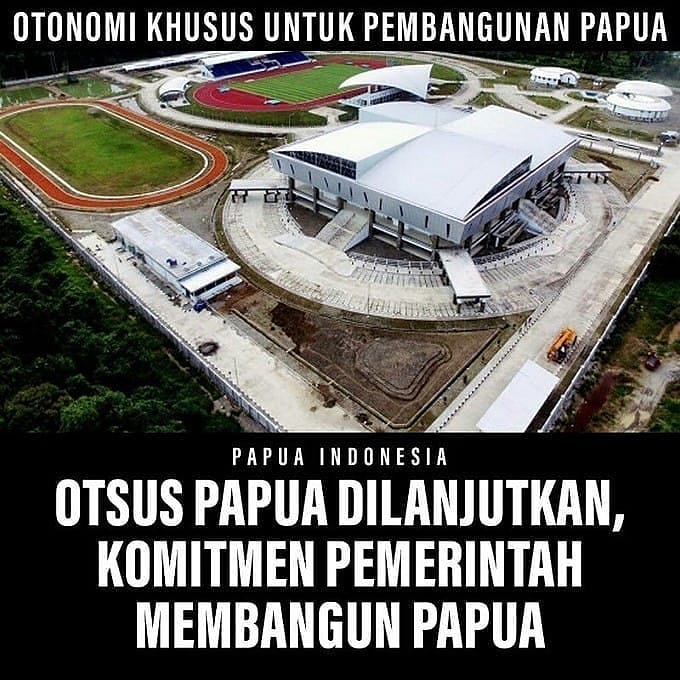 OTONOMI KHUSUS UNTUK PEMBANGUNAN PAPUA
PAPUA INDONESIA
OTSUS PAPUA DILANJUTKAN,
KOMITMEN PEMERINTAH
MEMBANGUN PAPUA